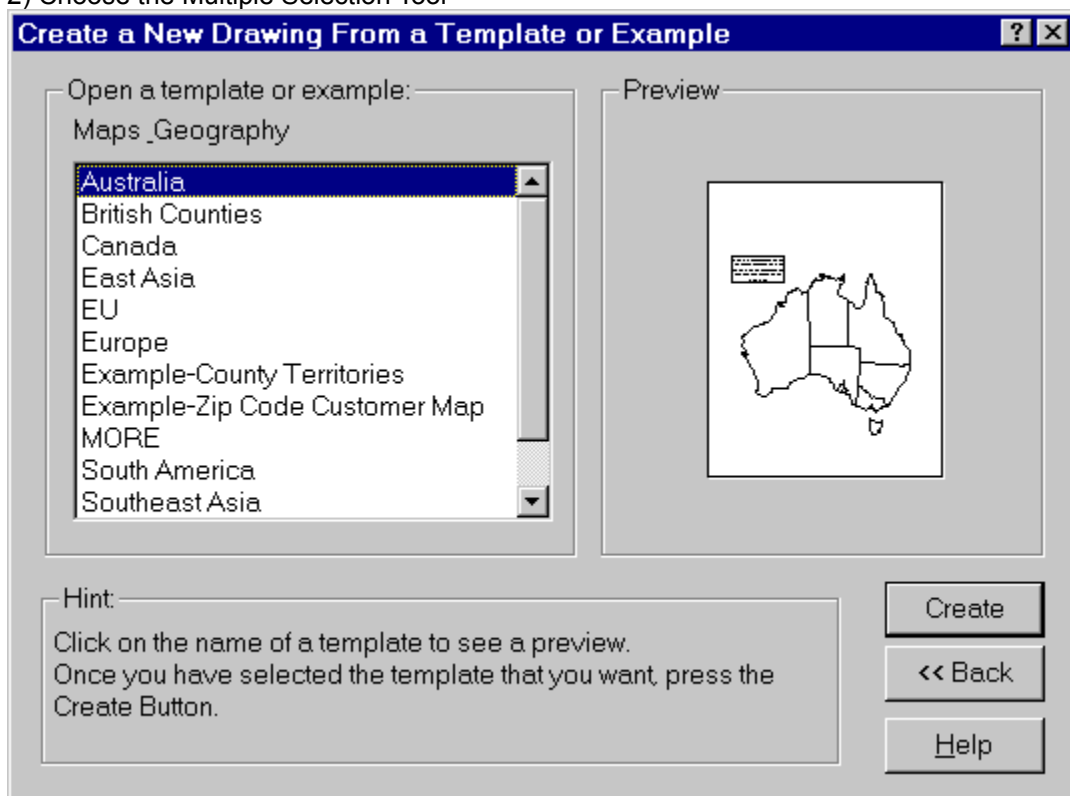 2) Choose the Multiple Selection Tool
Create a New Drawing From a Template or Example
Open a template or example:
Preview
Maps_Geography
Australia
British Counties
Canada
East Asia
EU
Europe
Example-County Territories
Example-Zip Code Customer Map
MORE
South America
Southeast Asia
Hint:
Click on the name of a template to see a preview.
Once you have selected the template that you want, press the
Create Button.
Create
<< Back
Help